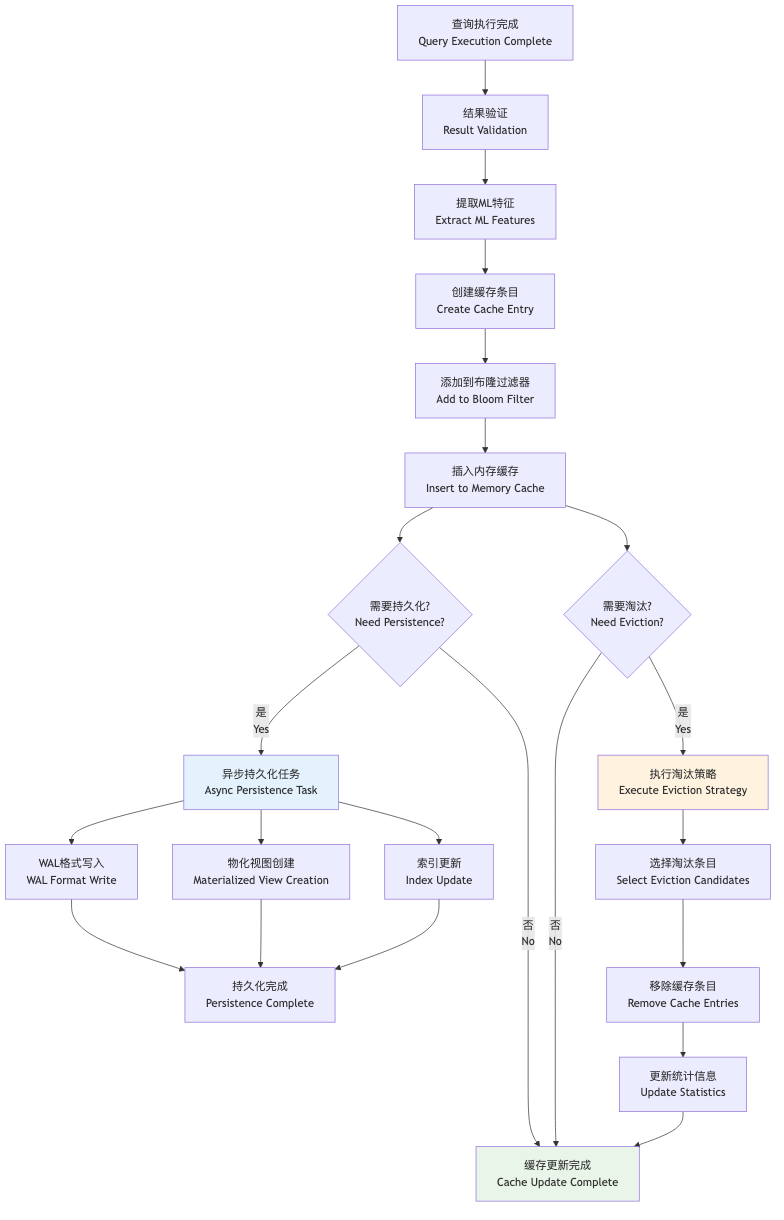 查询执行完成
Query Execution Complete
结果验证
Result Validation
提取ML特征
Extract ML Features
创建缓存条目
Create Cache Entry
添加到布隆过滤器
Add to Bloom Filter
插入内存缓存
Insert to Memory Cache
需要持久化?
Need Persistence?
需要淘汰?
Need Eviction?
是
Yes
是
Yes
异步持久化任务
Async Persistence Task
执行淘汰策略
Execute Eviction Strategy
WAL格式写入
WAL Format Write
物化视图创建
Materialized View Creation
索引更新
Index Update
选择淘汰条目
Select Eviction Candidates
否
No
否
No
持久化完成
Persistence Complete
移除缓存条目
Remove Cache Entries
更新统计信息
Update Statistics
缓存更新完成
Cache Update Complete